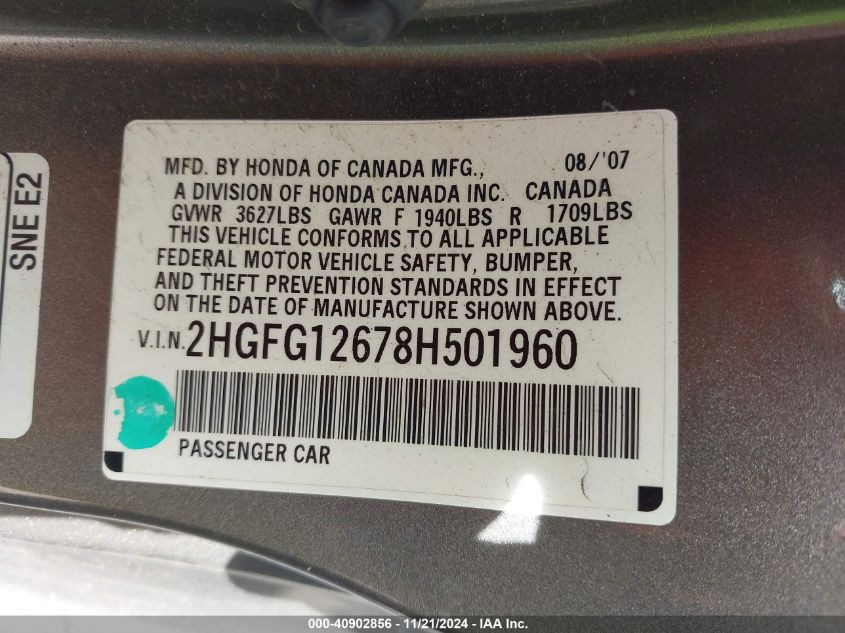 MFD. BY HONDA OF CANADA MFG., 08/'07
A DIVISION OF HONDA CANADA INC. CANADA
GVWR 3627LBS GAWR F 1940LBS R 1709LBS
THIS VEHICLE CONFORMS TO ALL APPLICABLE
FEDERAL MOTOR VEHICLE SAFETY, BUMPER,
AND THEFT PREVENTION STANDARDS IN EFFECT
ON THE DATE OF MANUFACTURE SHOWN ABOVE.
V.I.N. 2HGFG12678H501960
PASSENGER CAR
SNE E2
000-40902856 - 11/21/2024 - IAA Inc.